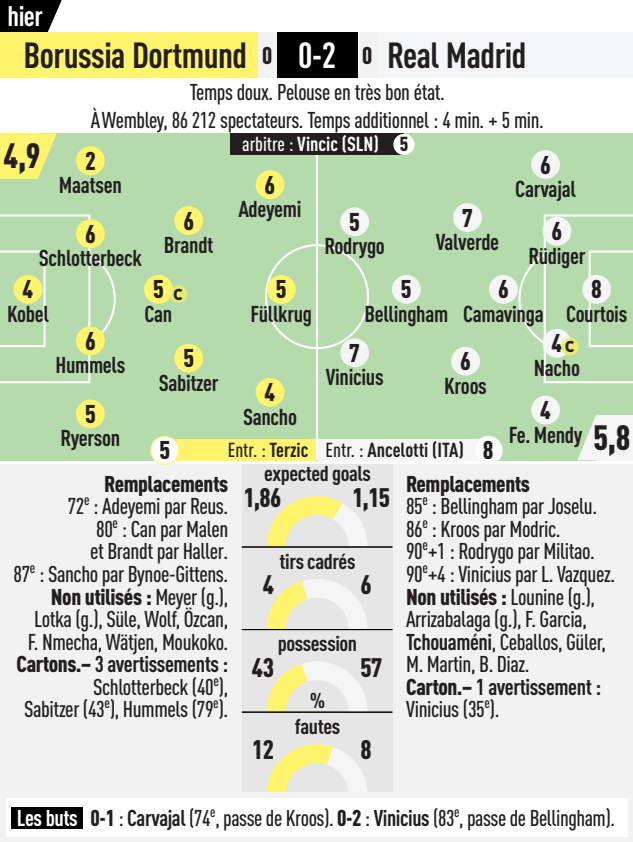 hier
Borussia Dortmund 0 0-2 0 Real Madrid
Temps doux. Pelouse en très bon état.
À Wembley, 86 212 spectateurs. Temps additionnel : 4 min. + 5 min.
arbitre : Vincic (SLN) 5
4,9
2
Maatsen
6
Schlotterbeck
4
Kobel
6
Hummels
5
Ryerson
6
Brandt
5 C
Can
5
Sabitzer
6
Adeyemi
5
Füllkrug
4
Sancho
5
Rodrygo
5
Bellingham
7
Vinicius
7
Valverde
6
Camavinga
6
Kroos
6
Carvajal
6
Rüdiger
8
Courtois
4 C
Nacho
4
Fe. Mendy
5,8
5 Entr. : Terzic
Entr. : Ancelotti (ITA) 8
Remplacements
72e : Adeyemi par Reus.
80e : Can par Malen
et Brandt par Haller.
87e : Sancho par Bynoe-Gittens.
Non utilisés : Meyer (g.),
Lotka (g.), Süle, Wolf, Özcan,
F. Nmecha, Wätjen, Moukoko.
Cartons.– 3 avertissements :
Schlotterbeck (40e),
Sabitzer (43e), Hummels (79e).
expected goals
1,86 1,15
tirs cadrés
4 6
possession
43 57
%
fautes
12 8
Remplacements
85e : Bellingham par Joselu.
86e : Kroos par Modric.
90e+1 : Rodrygo par Militao.
90e+4 : Vinicius par L. Vazquez.
Non utilisés : Lounine (g.),
Arrizabalaga (g.), F. Garcia,
Tchouaméni, Ceballos, Güler,
M. Martin, B. Diaz.
Carton.– 1 avertissement :
Vinicius (35e).
Les buts 0-1 : Carvajal (74e, passe de Kroos). 0-2 : Vinicius (83e, passe de Bellingham).